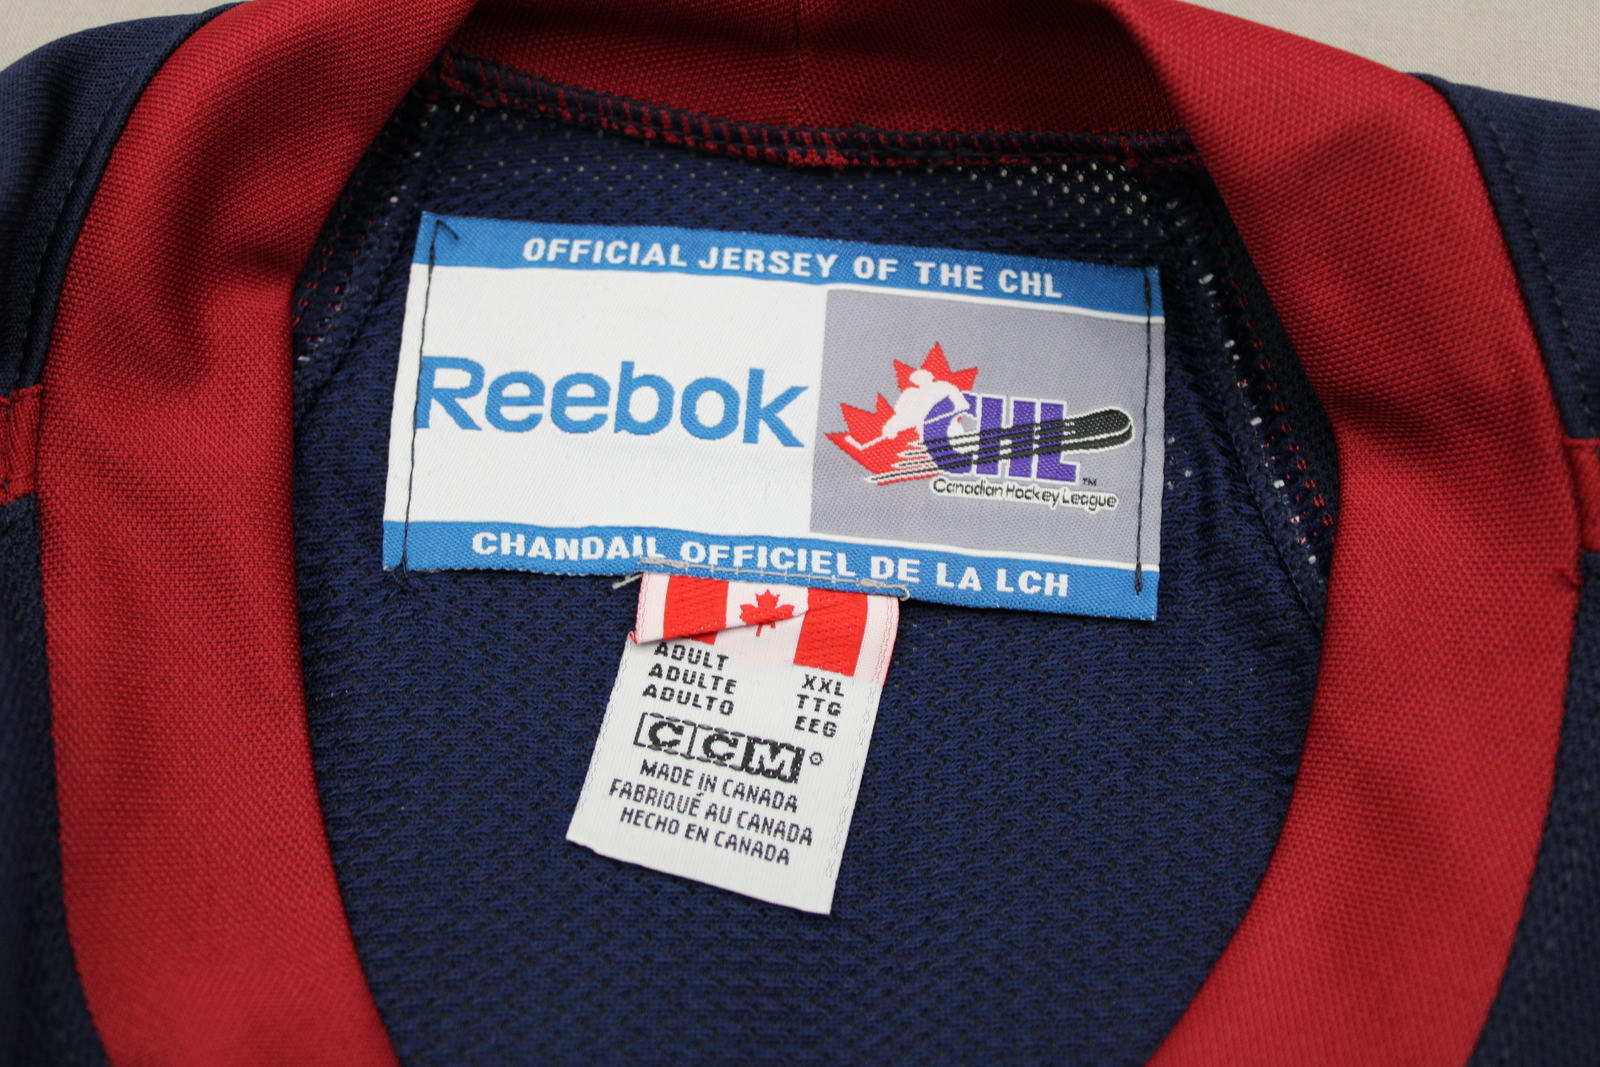 OFFICIAL JERSEY OF THE CHL
Reebok
CHL™
Canadian Hockey League
CHANDAIL OFFICIEL DE LA LCH
ADULT XXL
ADULTE TTG
ADULTO EEG
CCM®
MADE IN CANADA
FABRIQUÉ AU CANADA
HECHO EN CANADA